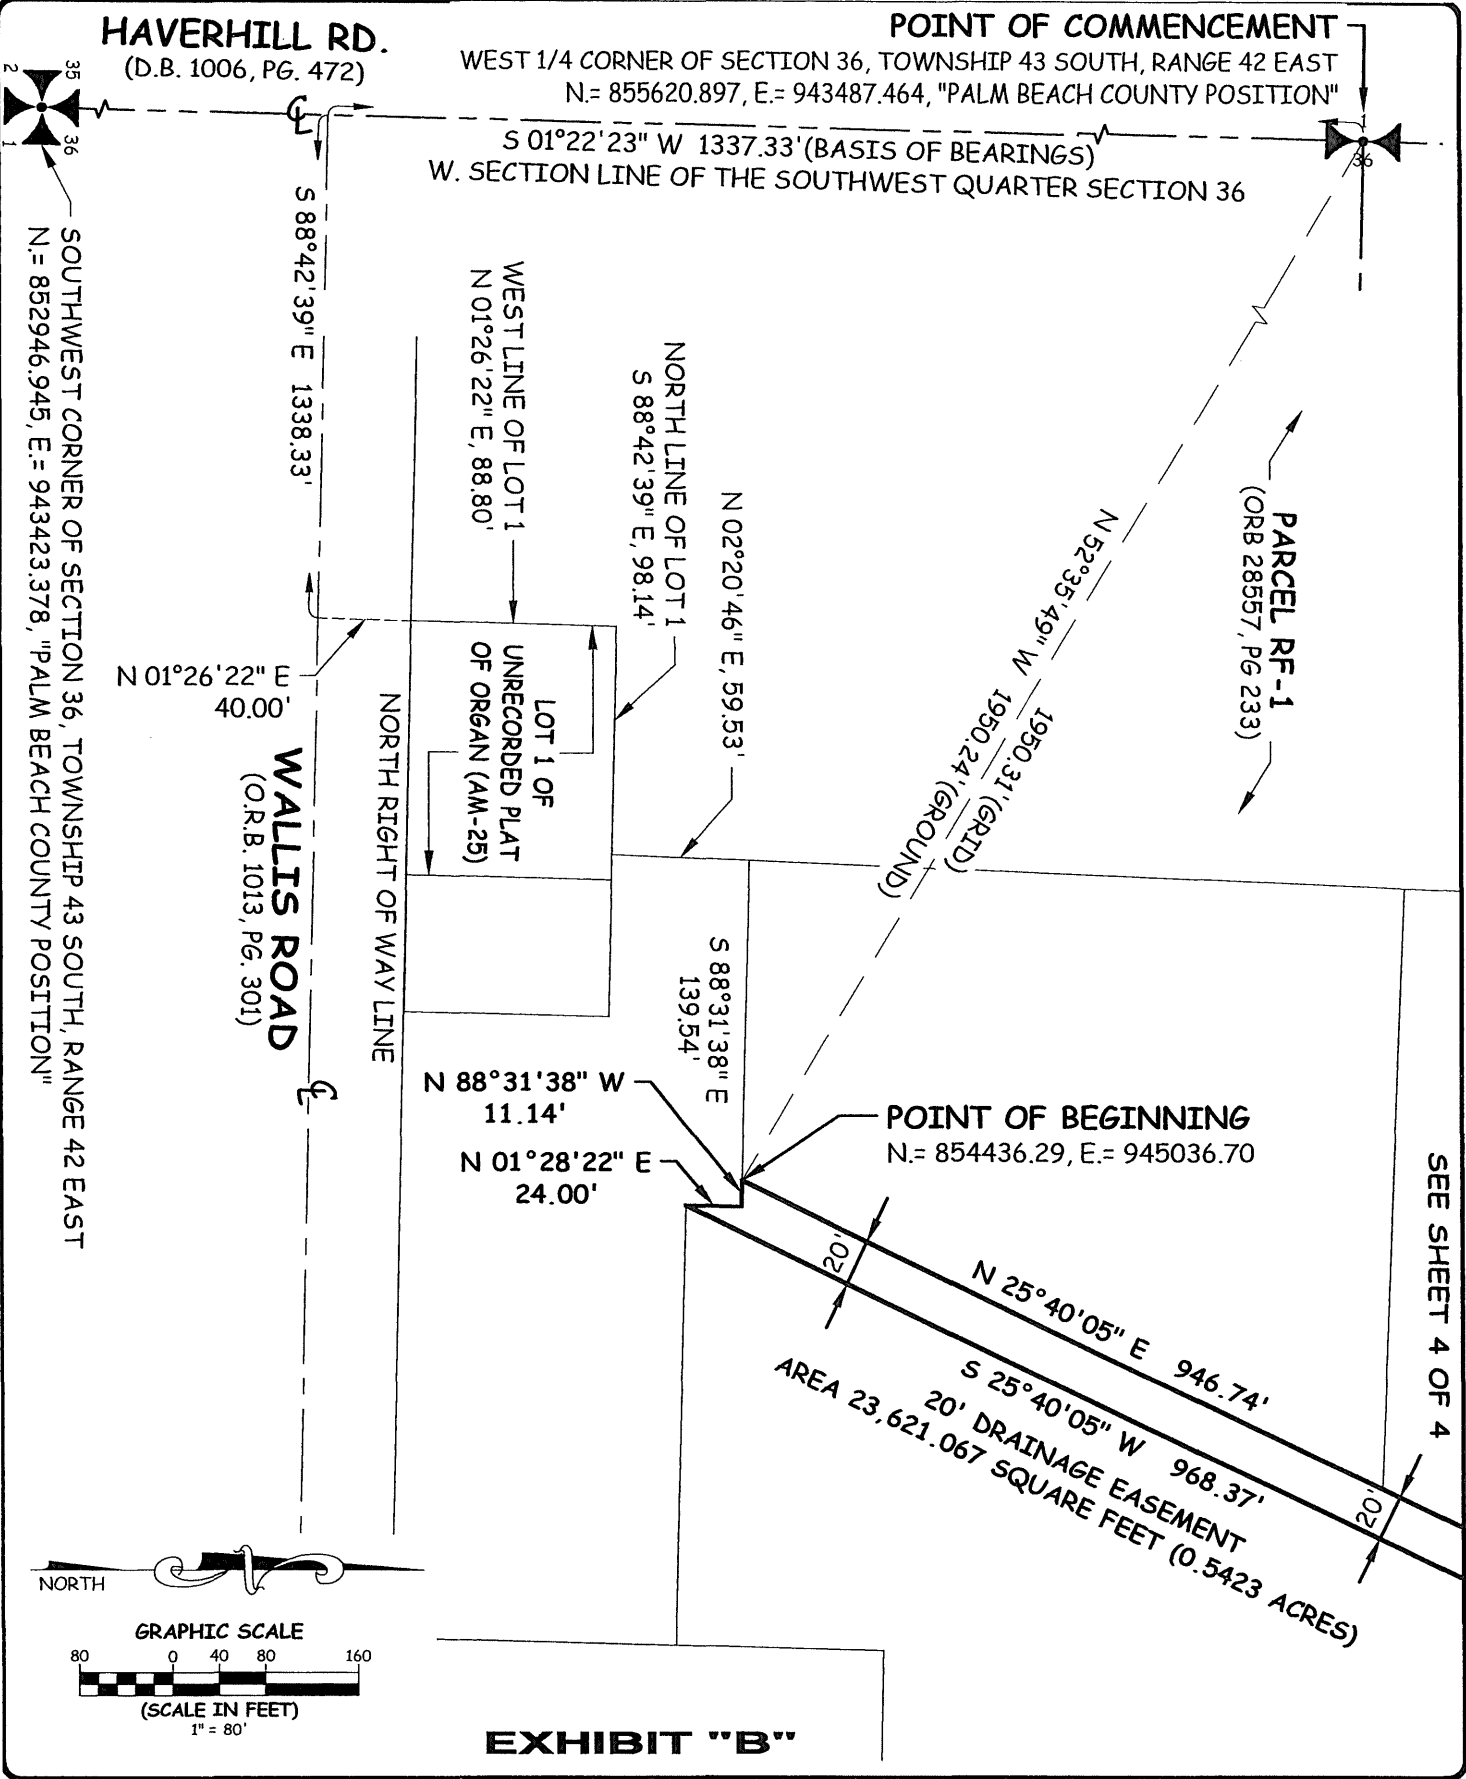 HAVERHILL RD.
(D.B. 1006, PG. 472)
POINT OF COMMENCEMENT
WEST 1/4 CORNER OF SECTION 36, TOWNSHIP 43 SOUTH, RANGE 42 EAST
N.= 855620.897, E.= 943487.464, "PALM BEACH COUNTY POSITION"
35
2
36
1
1
36
S 01°22'23" W 1337.33'(BASIS OF BEARINGS)
W. SECTION LINE OF THE SOUTHWEST QUARTER SECTION 36
SOUTHWEST CORNER OF SECTION 36, TOWNSHIP 43 SOUTH, RANGE 42 EAST
N.= 852946.945, E.= 943423.378, "PALM BEACH COUNTY POSITION"
S 88°42'39" E 1338.33'
WEST LINE OF LOT 1
N 01°26'22" E, 88.80'
NORTH LINE OF LOT 1
S 88°42'39" E, 98.14'
N 02°20'46" E, 59.53'
PARCEL RF-1
(ORB 28557, PG 233)
1950.31'(GRID)
N 52°35'49" W 1950.24'(GROUND)
N 01°26'22" E
40.00'
LOT 1 OF
UNRECORDED PLAT
OF ORGAN (AM-25)
NORTH RIGHT OF WAY LINE
WALLIS ROAD
(O.R.B. 1013, PG. 301)
S 88°31'38" E
139.54'
N 88°31'38" W
11.14'
N 01°28'22" E
24.00'
POINT OF BEGINNING
N.= 854436.29, E.= 945036.70
SEE SHEET 4 OF 4
20'
N 25°40'05" E 946.74'
S 25°40'05" W 968.37'
20' DRAINAGE EASEMENT
AREA 23,621.067 SQUARE FEET (0.5423 ACRES)
20'
NORTH
GRAPHIC SCALE
80 0 40 80 160
(SCALE IN FEET)
1" = 80'
EXHIBIT "B"